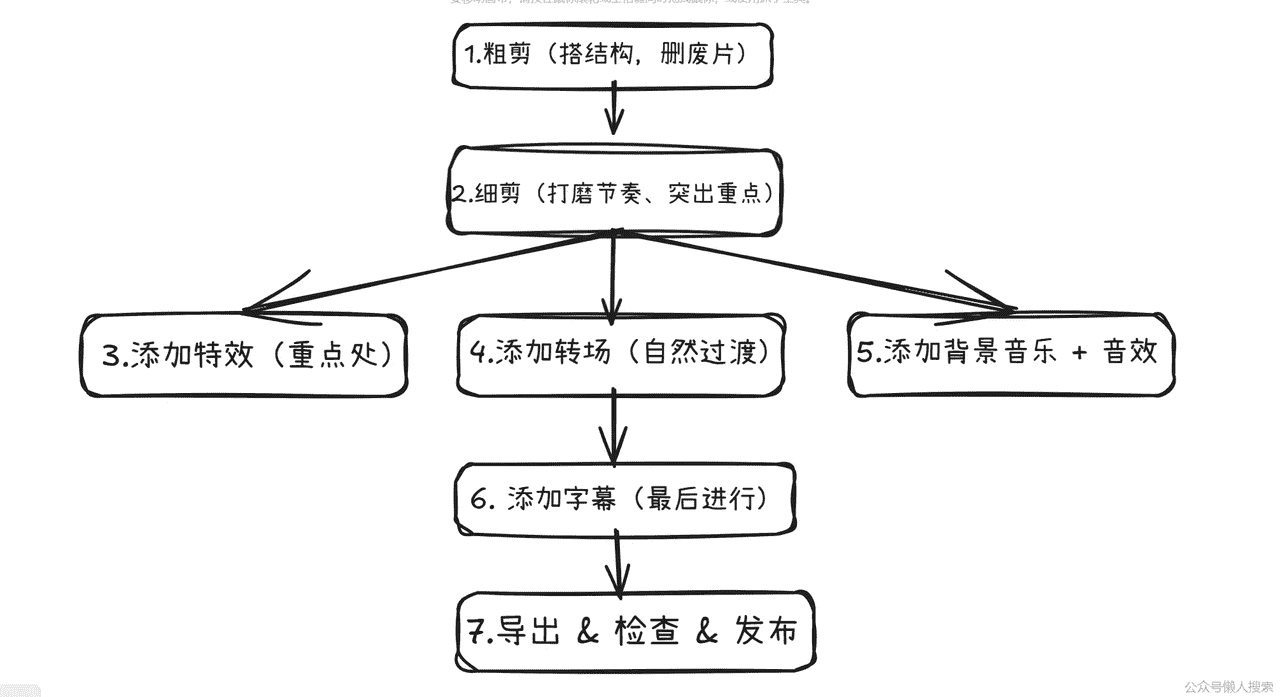 1.粗剪（搭结构，删废片）
2.细剪（打磨节奏、突出重点）
3.添加特效（重点处）
4.添加转场（自然过渡）
5.添加背景音乐 + 音效
6. 添加字幕（最后进行）
7.导出 & 检查 & 发布
公众号懒人搜索